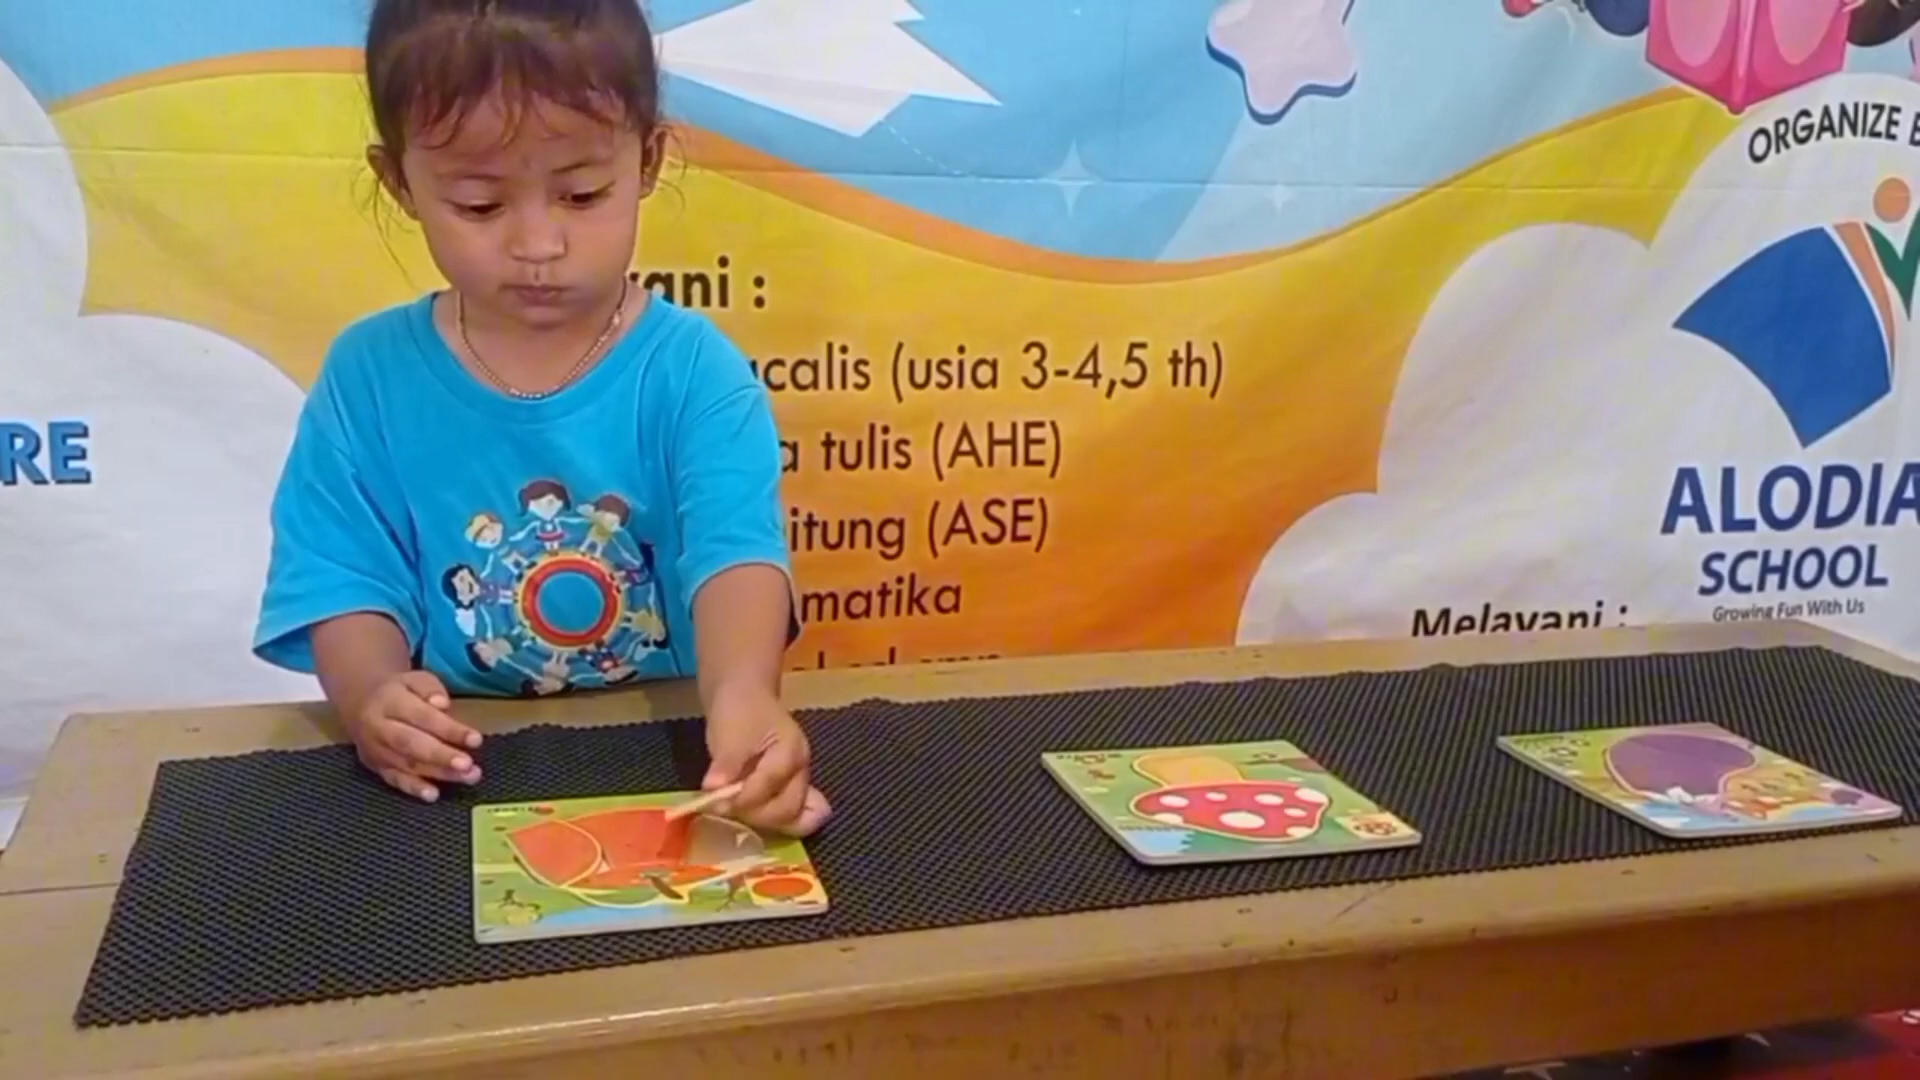 ORGANIZE
RE
ani :
calis (usia 3-4,5 th)
a tulis (AHE)
itung (ASE)
matika
ALODIA
SCHOOL
Growing Fun With Us
Melayani :